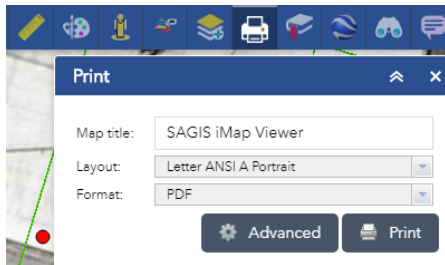 Print
Map title: SAGIS iMap Viewer
Layout: Letter ANSI A Portrait
Format: PDF
Advanced Print